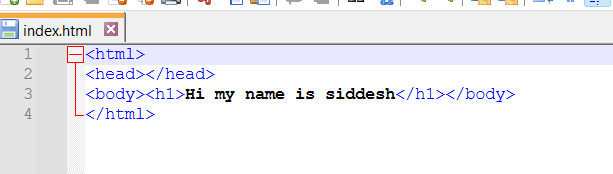 index.html
1 <html>
2 <head></head>
3 <body><h1>Hi my name is siddesh</h1></body>
4 </html>